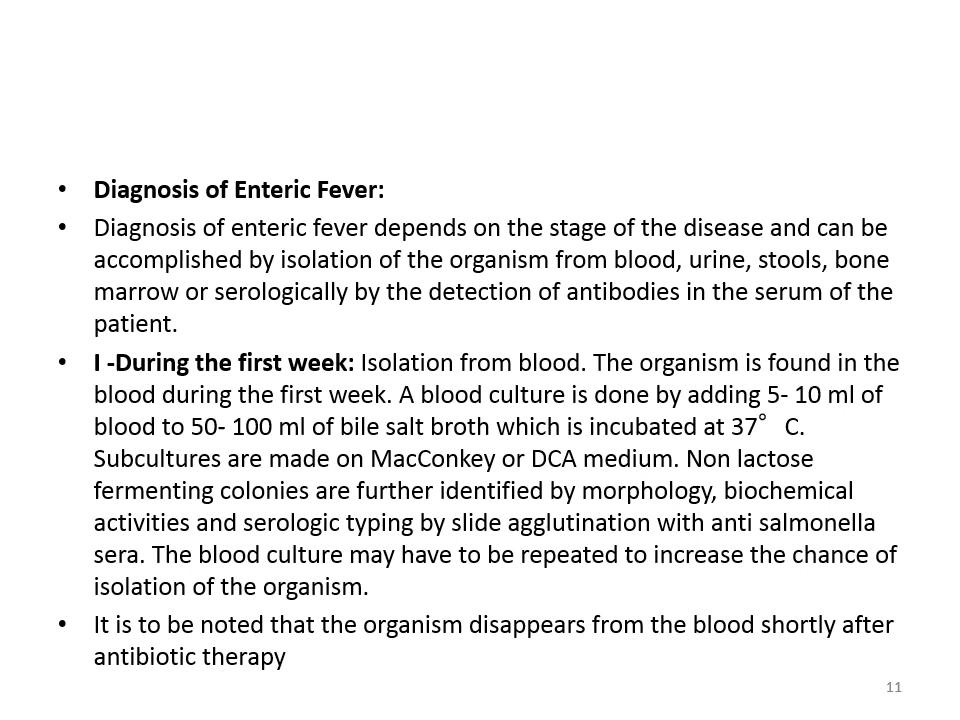 • Diagnosis of Enteric Fever:
• Diagnosis of enteric fever depends on the stage of the disease and can be
accomplished by isolation of the organism from blood, urine, stools, bone
marrow or serologically by the detection of antibodies in the serum of the
patient.
• I -During the first week: Isolation from blood. The organism is found in the
blood during the first week. A blood culture is done by adding 5- 10 ml of
blood to 50- 100 ml of bile salt broth which is incubated at 37° C.
Subcultures are made on MacConkey or DCA medium. Non lactose
fermenting colonies are further identified by morphology, biochemical
activities and serologic typing by slide agglutination with anti salmonella
sera. The blood culture may have to be repeated to increase the chance of
isolation of the organism.
• It is to be noted that the organism disappears from the blood shortly after
antibiotic therapy
11